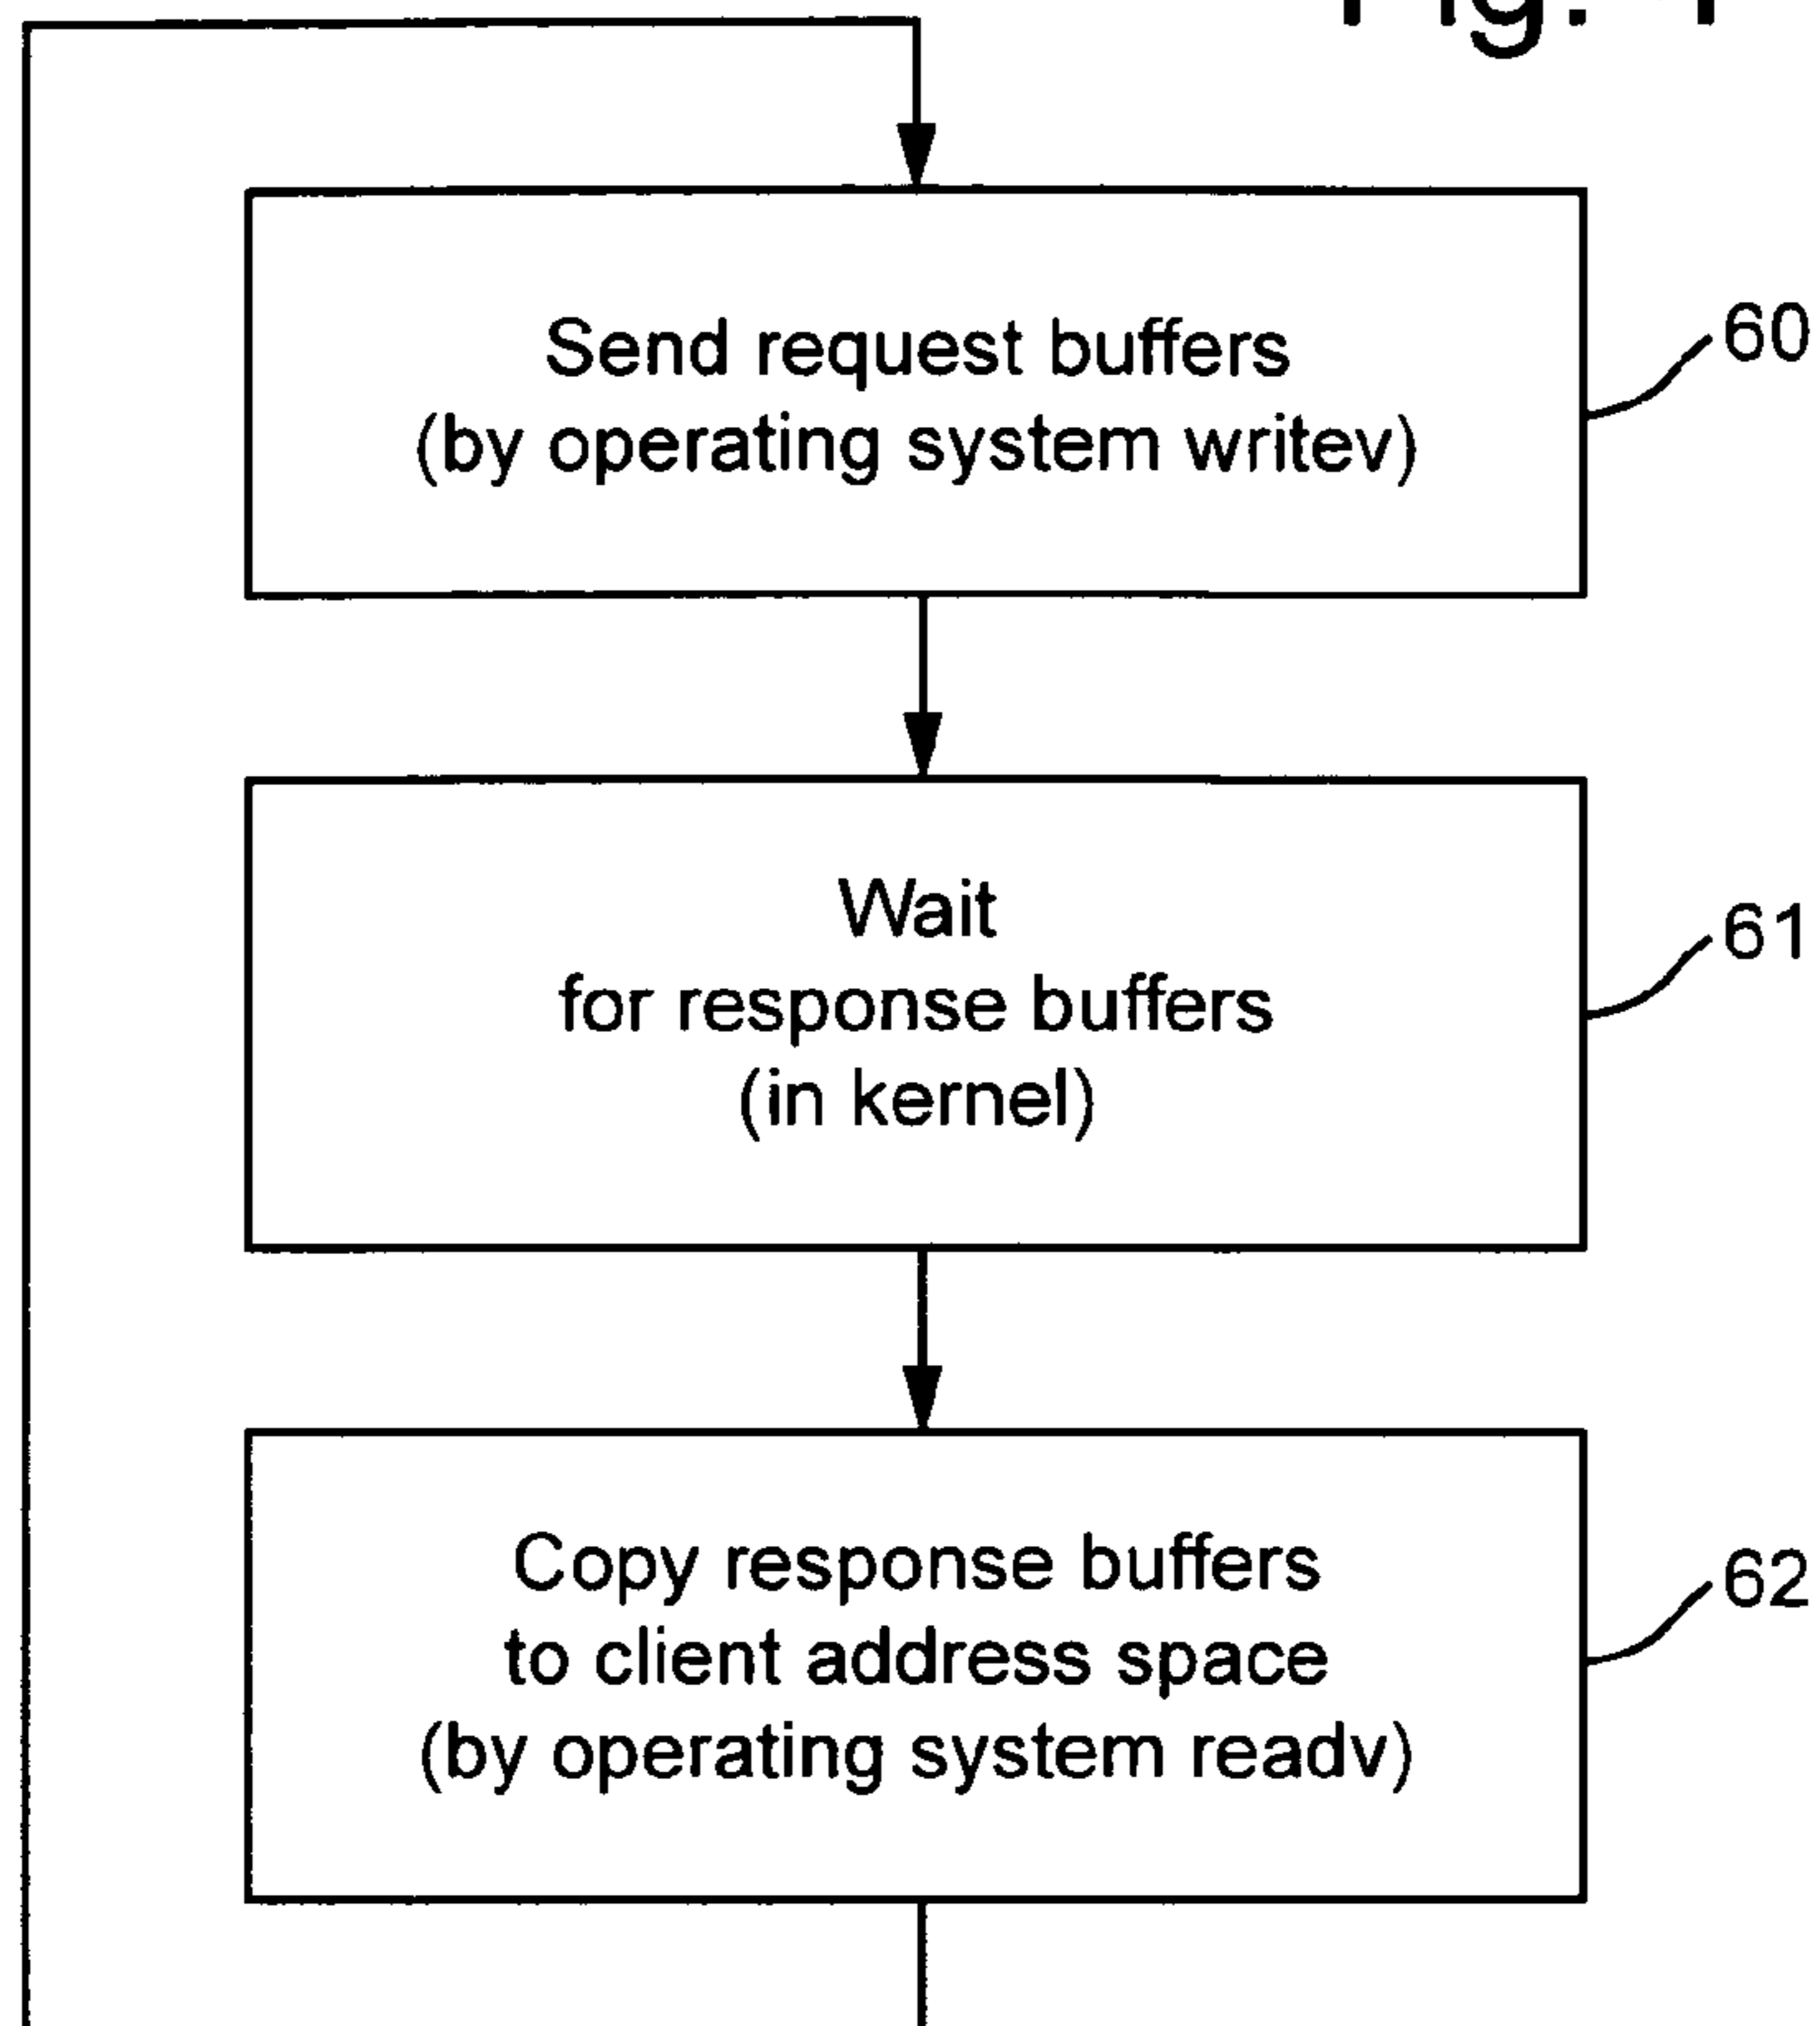 Fig.
Send request buffers
(by operating system writev)
60
Wait
for response buffers
(in kernel)
61
Copy response buffers
to client address space
(by operating system readv)
62